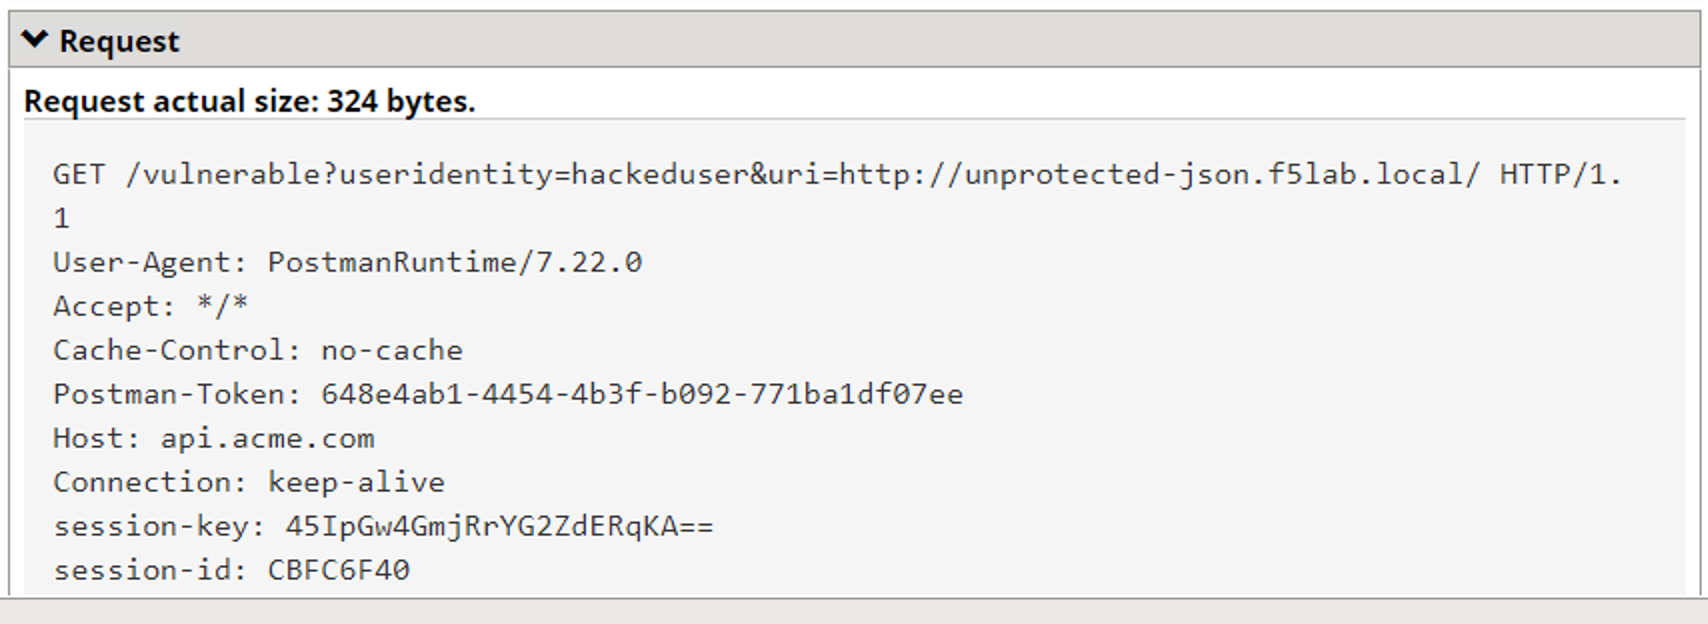 Request
Request actual size: 324 bytes.
GET /vulnerable?useridentity=hackeduser&uri=http://unprotected-json.f5lab.local/ HTTP/1.
1
User-Agent: PostmanRuntime/7.22.0
Accept: */*
Cache-Control: no-cache
Postman-Token: 648e4ab1-4454-4b3f-b092-771ba1df07ee
Host: api.acme.com
Connection: keep-alive
session-key: 45IpGw4GmjRrYG2ZdERqKA==
session-id: CBFC6F40